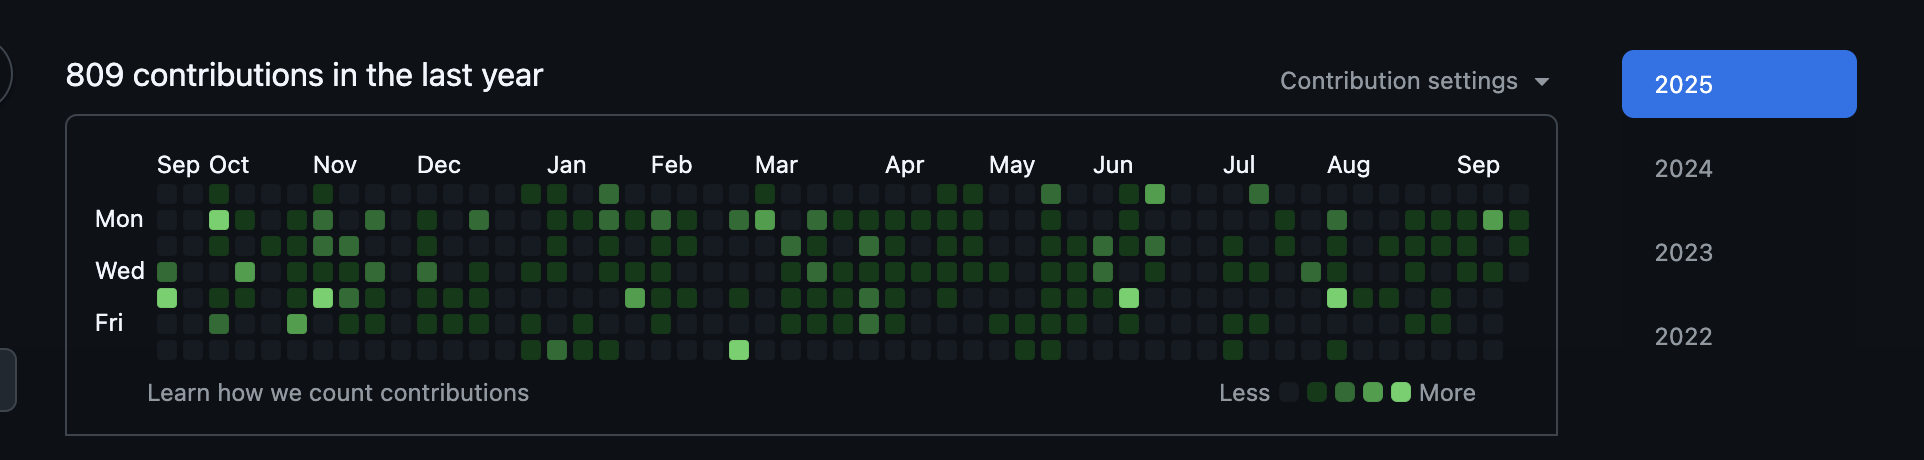 809 contributions in the last year
Contribution settings
2025
2024
2023
2022
Sep Oct Nov Dec Jan Feb Mar Apr May Jun Jul Aug Sep
Mon
Wed
Fri
Learn how we count contributions
Less More